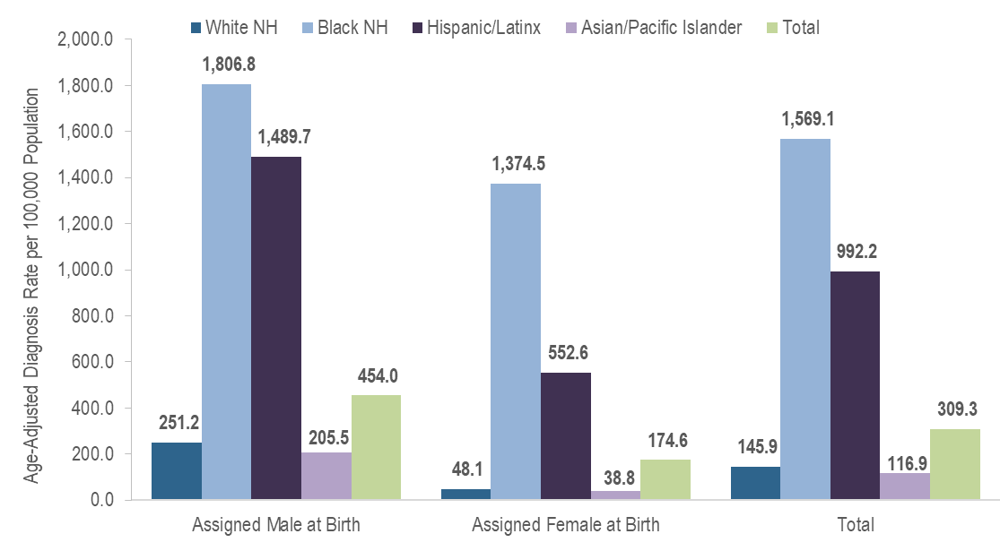 White NH Black NH Hispanic/Latinx Asian/Pacific Islander Total
Age-Adjusted Diagnosis Rate per 100,000 Population
2,000.0
1,800.0
1,600.0
1,400.0
1,200.0
1,000.0
800.0
600.0
400.0
200.0
0.0
251.2 1,806.8 1,489.7 205.5 454.0
48.1 1,374.5 552.6 38.8 174.6
145.9 1,569.1 992.2 116.9 309.3
Assigned Male at Birth Assigned Female at Birth Total